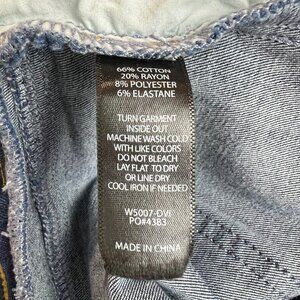 66% COTTON
20% RAYON
8% POLYESTER
6% ELASTANE
TURN GARMENT
INSIDE OUT
MACHINE WASH COLD
WITH LIKE COLORS
DO NOT BLEACH
LAY FLAT TO DRY
OR LINE DRY
COOL IRON IF NEEDED
W5007-DVI
PO#4383
MADE IN CHINA